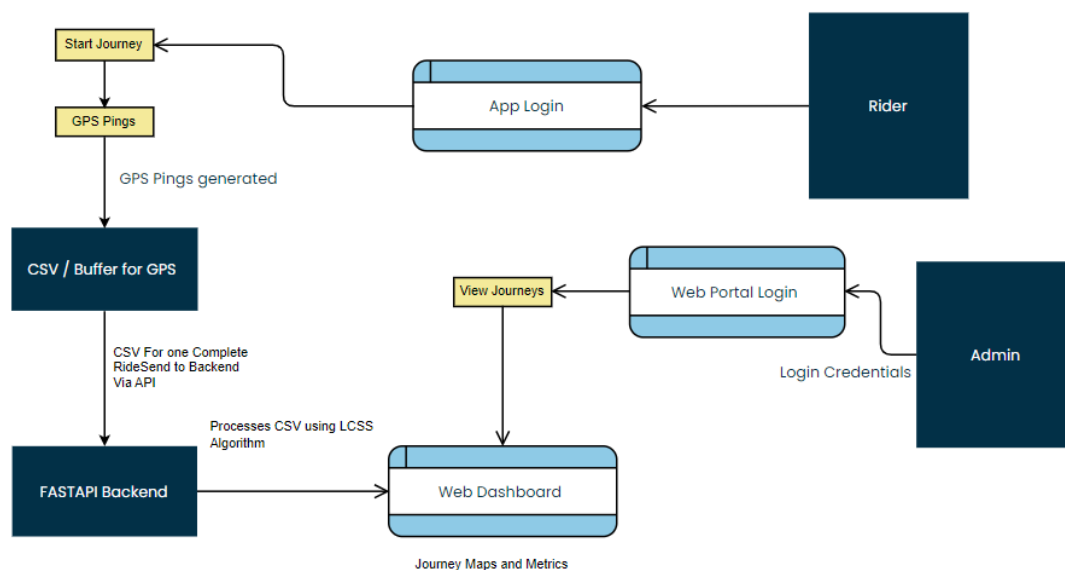 Start Journey
App Login
Rider
GPS Pings
GPS Pings generated
CSV / Buffer for GPS
View Journeys
Web Portal Login
Admin
Login Credentials
CSV For one Complete
RideSend to Backend
Via API
Processes CSV using LCSS
Algorithm
FASTAPI Backend
Web Dashboard
Journey Maps and Metrics